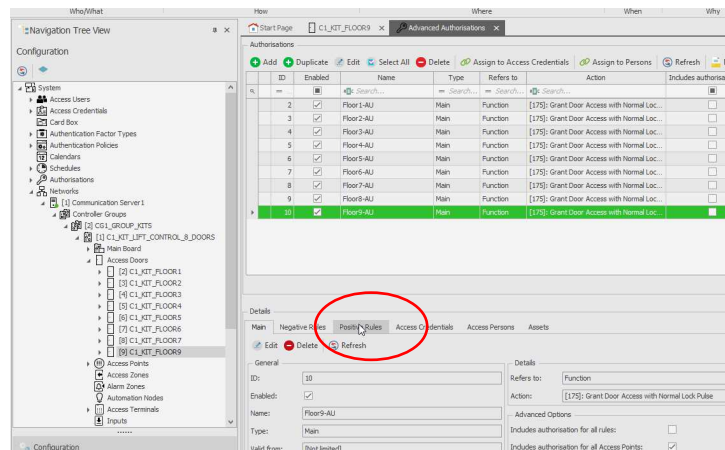 Who/What How Where When Why
Navigation Tree View
Start Page C1_KIT_FLOOR9 Advanced Authorisations
Configuration
Authorisations
Add Duplicate Edit Select All Delete Assign to Access Credentials Assign to Persons Refresh
ID Enabled Name Type Refers to Action Includes authorisa
= Search... = Search... = Search... Search...
2 Floor1-AU Main Function [175]: Grant Door Access with Normal Loc...
3 Floor2-AU Main Function [175]: Grant Door Access with Normal Loc...
4 Floor3-AU Main Function [175]: Grant Door Access with Normal Loc...
5 Floor4-AU Main Function [175]: Grant Door Access with Normal Loc...
6 Floor5-AU Main Function [175]: Grant Door Access with Normal Loc...
7 Floor6-AU Main Function [175]: Grant Door Access with Normal Loc...
8 Floor7-AU Main Function [175]: Grant Door Access with Normal Loc...
9 Floor8-AU Main Function [175]: Grant Door Access with Normal Loc...
10 Floor9-AU Main Function [175]: Grant Door Access with Normal Loc...
System
Access Users
Access Credentials
Card Box
Authentication Factor Types
Authentication Policies
Calendars
Schedules
Authorisations
Networks
[1] Communication Server1
Controller Groups
[2] CG1_GROUP_KITS
[1] C1_KIT_LIFT_CONTROL_8_DOORS
Main Board
Access Doors
[2] C1_KIT_FLOOR1
[3] C1_KIT_FLOOR2
[4] C1_KIT_FLOOR3
[5] C1_KIT_FLOOR4
[6] C1_KIT_FLOOR5
[7] C1_KIT_FLOOR6
[8] C1_KIT_FLOOR7
[9] C1_KIT_FLOOR9
Access Points
Access Zones
Alarm Zones
Automation Nodes
Access Terminals
Inputs
Configuration
Details
Main Negative Rules Positive Rules Access Credentials Access Persons Assets
Edit Delete Refresh
General
ID: 10
Enabled:
Name: Floor9-AU
Type: Main
Valid from: [Not limited]
Details
Refers to: Function
Action: [175]: Grant Door Access with Normal Lock Pulse
Advanced Options
Includes authorisation for all rules:
Includes authorisation for all Access Points: